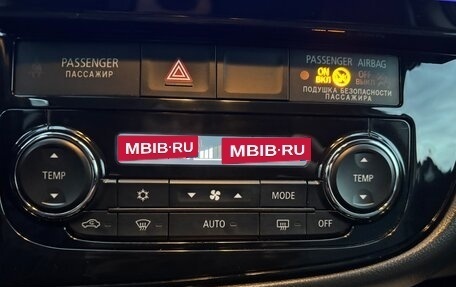 PASSENGER
ПАССАЖИР
PASSENGER AIRBAG
ON
ВКЛ
OFF
ВЫКЛ
ПОДУШКА БЕЗОПАСНОСТИ
ПАССАЖИРА
MBIB·RU
MBIB·RU
TEMP
MODE
TEMP
AUTO
OFF